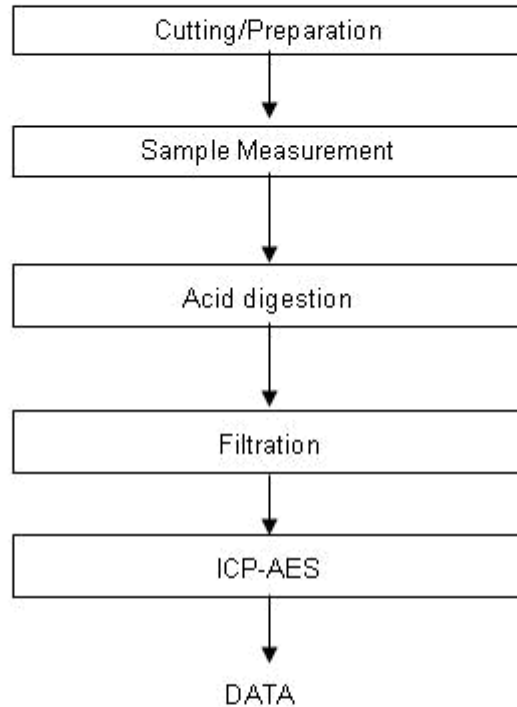 Cutting/Preparation
Sample Measurement
Acid digestion
Filtration
ICP-AES
DATA